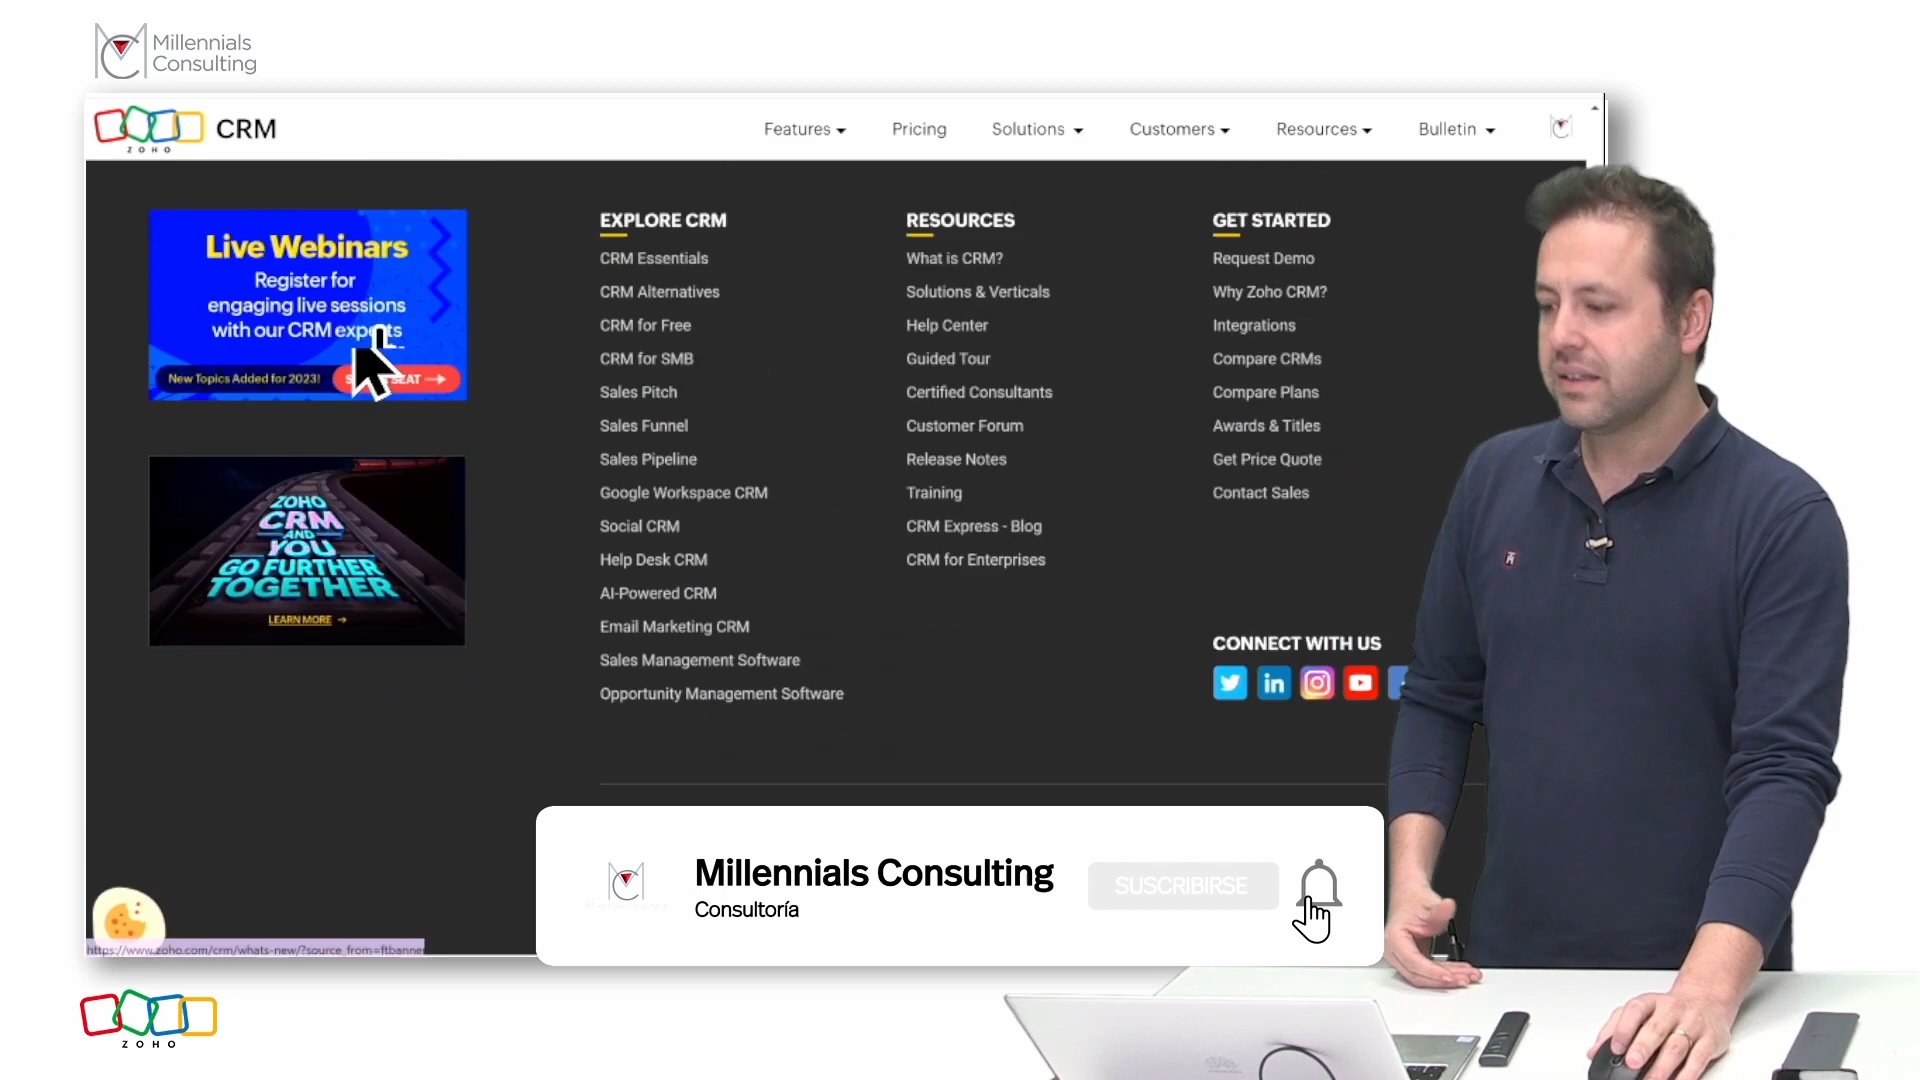 Millennials
Consulting
ZOHO
CRM
Features
Pricing
Solutions
Customers
Resources
Bulletin
Live Webinars
Register for
engaging live sessions
with our CRM experts
New Topics Added for 2023!
SEAT
ZOHO
CRM
AND
YOU
GO FURTHER
TOGETHER
LEARN MORE
EXPLORE CRM
CRM Essentials
CRM Alternatives
CRM for Free
CRM for SMB
Sales Pitch
Sales Funnel
Sales Pipeline
Google Workspace CRM
Social CRM
Help Desk CRM
AI-Powered CRM
Email Marketing CRM
Sales Management Software
Opportunity Management Software
RESOURCES
What is CRM?
Solutions & Verticals
Help Center
Guided Tour
Certified Consultants
Customer Forum
Release Notes
Training
CRM Express - Blog
CRM for Enterprises
GET STARTED
Request Demo
Why Zoho CRM?
Integrations
Compare CRMs
Compare Plans
Awards & Titles
Get Price Quote
Contact Sales
CONNECT WITH US
Millennials Consulting
Consultoría
SUSCRIBIRSE
https://www.zoho.com/crm/whats-new/?source_from=ftbanner
ZOHO